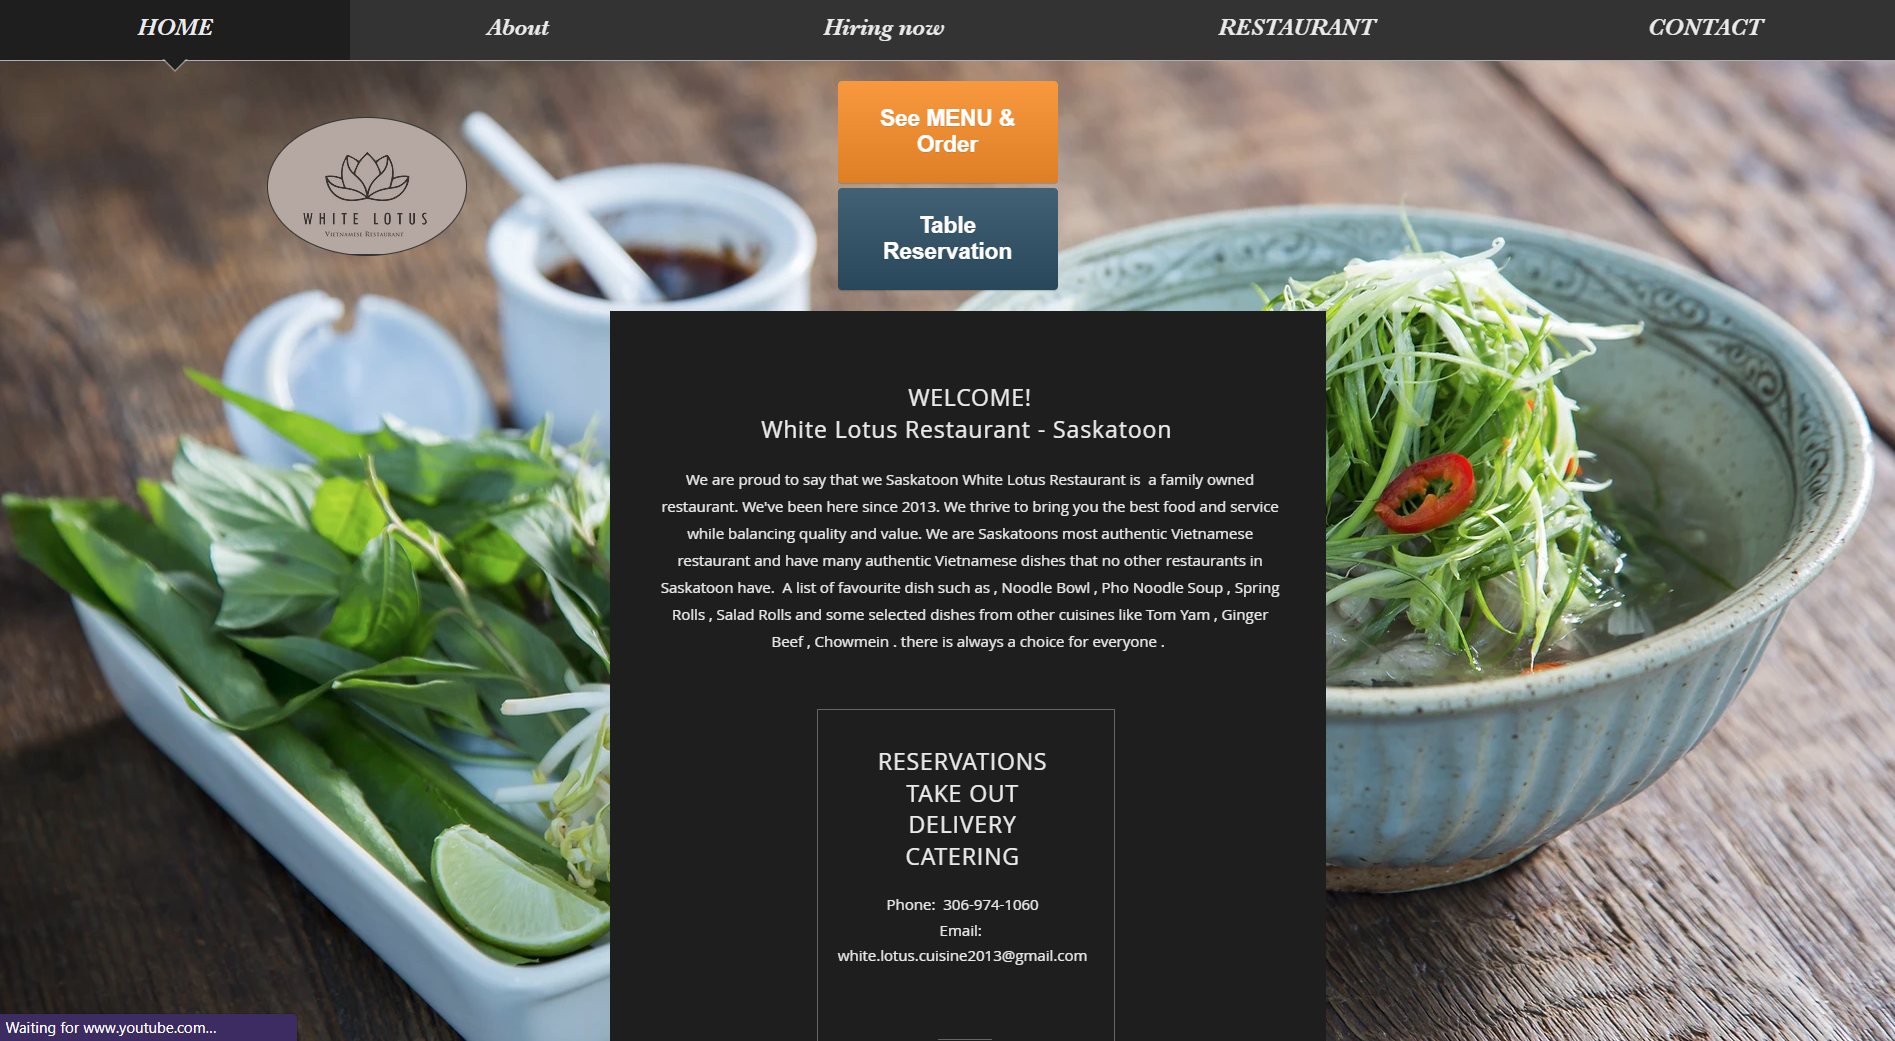 HOME
About
Hiring now
RESTAURANT
CONTACT
See MENU &
Order
Table
Reservation
WHITE LOTUS
VIETNAMESE RESTAURANT
WELCOME!
White Lotus Restaurant - Saskatoon
We are proud to say that we Saskatoon White Lotus Restaurant is  a family owned
restaurant. We've been here since 2013. We thrive to bring you the best food and service
while balancing quality and value. We are Saskatoons most authentic Vietnamese
restaurant and have many authentic Vietnamese dishes that no other restaurants in
Saskatoon have.  A list of favourite dish such as , Noodle Bowl , Pho Noodle Soup , Spring
Rolls , Salad Rolls and some selected dishes from other cuisines like Tom Yam , Ginger
Beef , Chowmein . there is always a choice for everyone .
RESERVATIONS
TAKE OUT
DELIVERY
CATERING
Phone:  306-974-1060
Email:
white.lotus.cuisine2013@gmail.com
Waiting for www.youtube.com...